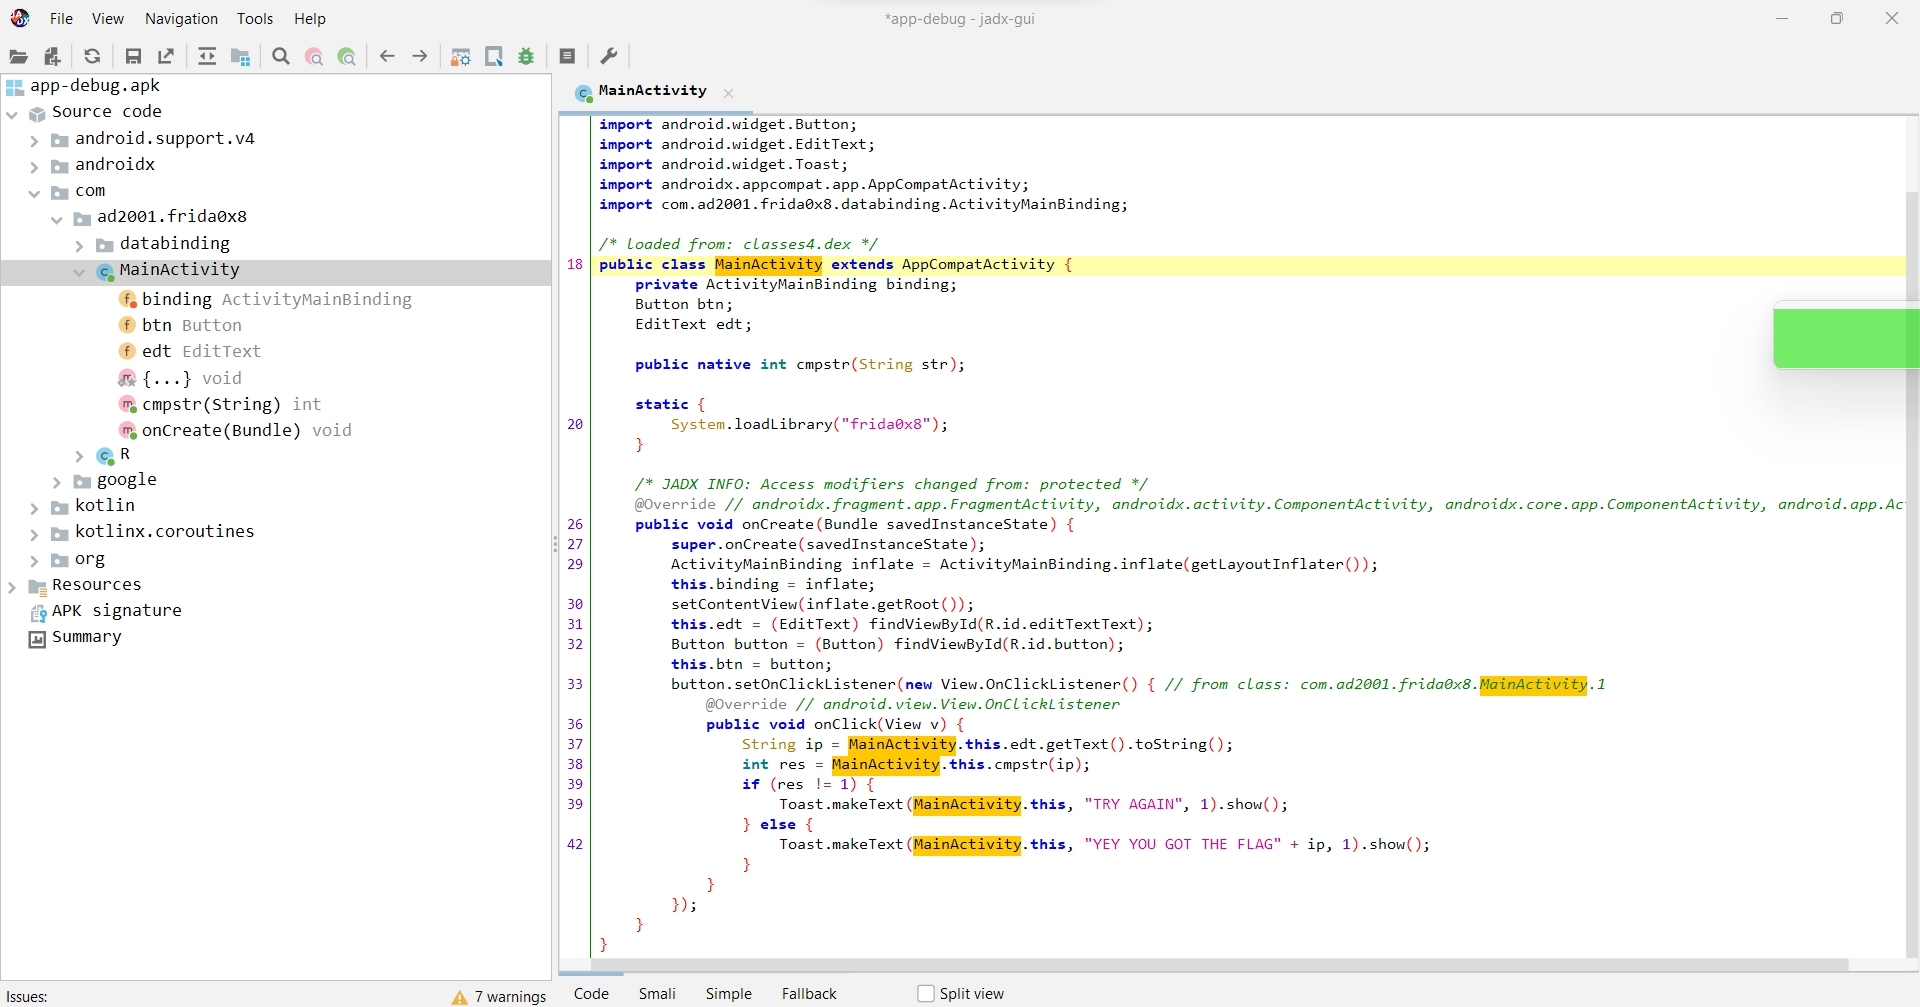 File View Navigation Tools Help
*app-debug - jadx-gui
app-debug.apk
Source code
android.support.v4
androidx
com
ad2001.frida0x8
databinding
MainActivity
binding ActivityMainBinding
btn Button
edt EditText
{...} void
cmpstr(String) int
onCreate(Bundle) void
R
google
kotlin
kotlinx.coroutines
org
Resources
APK signature
Summary
Issues: 7 warnings
MainActivity
import android.widget.Button;
import android.widget.EditText;
import android.widget.Toast;
import androidx.appcompat.app.AppCompatActivity;
import com.ad2001.frida0x8.databinding.ActivityMainBinding;
/* loaded from: classes4.dex */
18 public class MainActivity extends AppCompatActivity {
private ActivityMainBinding binding;
Button btn;
EditText edt;
public native int cmpstr(String str);
static {
20 System.loadLibrary("frida0x8");
}
/* JADX INFO: Access modifiers changed from: protected */
@Override // androidx.fragment.app.FragmentActivity, androidx.activity.ComponentActivity, androidx.core.app.ComponentActivity, android.app.Ac
26 public void onCreate(Bundle savedInstanceState) {
27 super.onCreate(savedInstanceState);
29 ActivityMainBinding inflate = ActivityMainBinding.inflate(getLayoutInflater());
this.binding = inflate;
30 setContentView(inflate.getRoot());
31 this.edt = (EditText) findViewById(R.id.editTextText);
32 Button button = (Button) findViewById(R.id.button);
this.btn = button;
33 button.setOnClickListener(new View.OnClickListener() { // from class: com.ad2001.frida0x8.MainActivity.1
@Override // android.view.View.OnClickListener
36 public void onClick(View v) {
37 String ip = MainActivity.this.edt.getText().toString();
38 int res = MainActivity.this.cmpstr(ip);
39 if (res != 1) {
39 Toast.makeText(MainActivity.this, "TRY AGAIN", 1).show();
} else {
42 Toast.makeText(MainActivity.this, "YEY YOU GOT THE FLAG" + ip, 1).show();
}
}
});
}
}
Code Smali Simple Fallback Split view